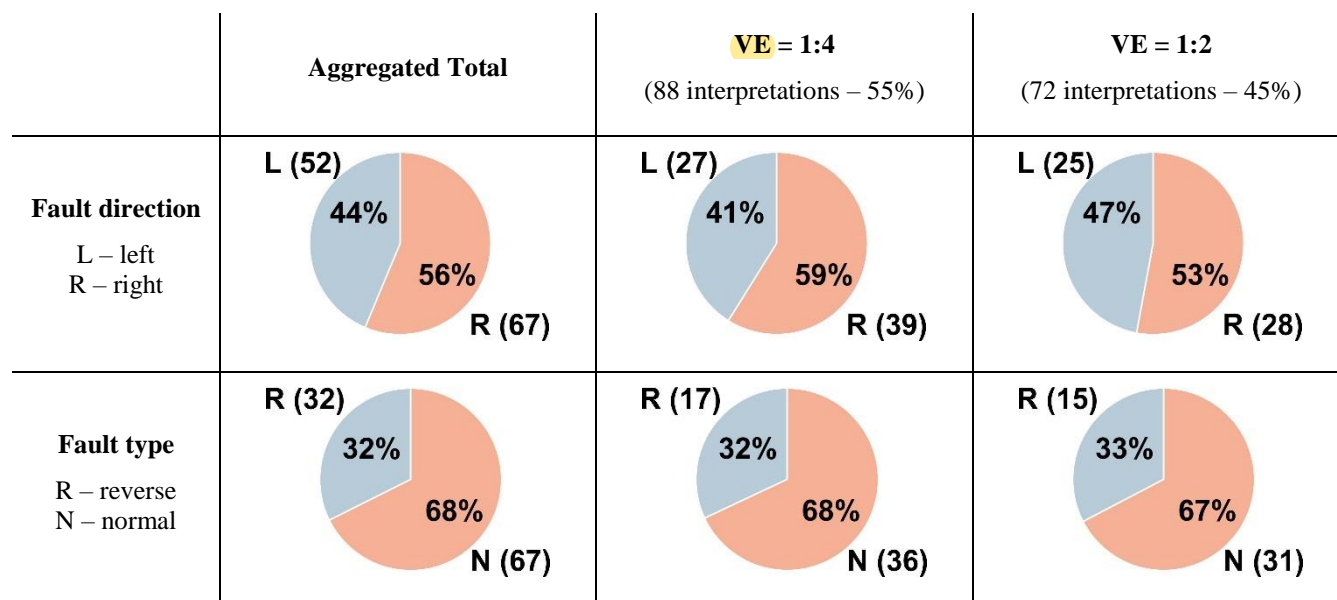 Aggregated Total
VE = 1:4
(88 interpretations – 55%)
VE = 1:2
(72 interpretations – 45%)
Fault direction
L – left
R – right
L (52)
44%
56%
R (67)
L (27)
41%
59%
R (39)
L (25)
47%
53%
R (28)
Fault type
R – reverse
N – normal
R (32)
32%
68%
N (67)
R (17)
32%
68%
N (36)
R (15)
33%
67%
N (31)